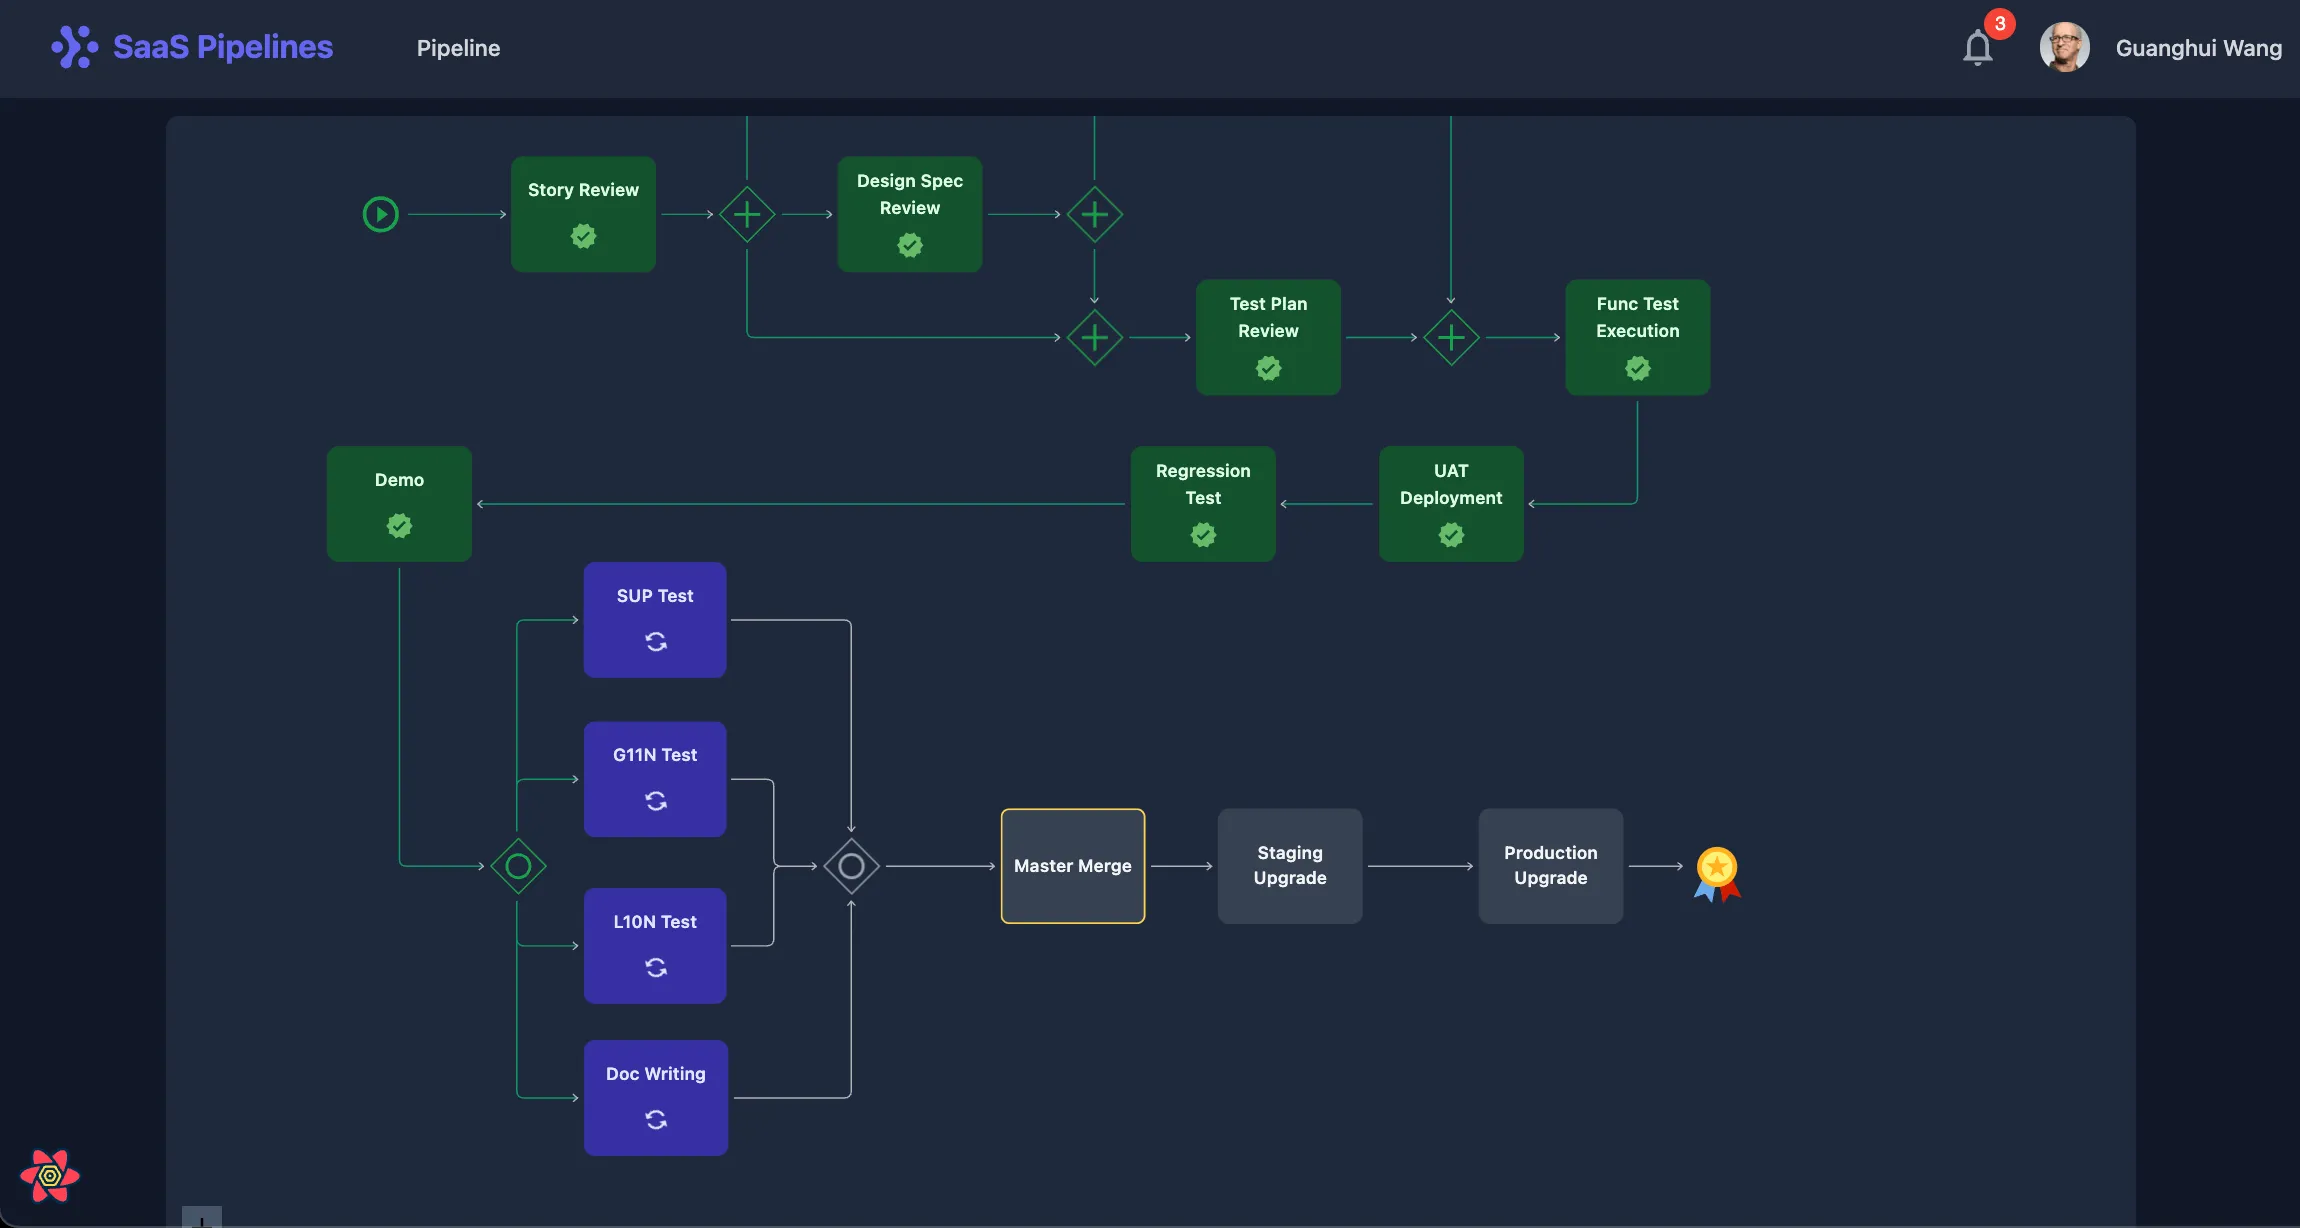 SaaS Pipelines
Pipeline
3
Guanghui Wang
Story Review
Design Spec
Review
Test Plan
Review
Func Test
Execution
Demo
Regression
Test
UAT
Deployment
SUP Test
G11N Test
L10N Test
Doc Writing
Master Merge
Staging
Upgrade
Production
Upgrade